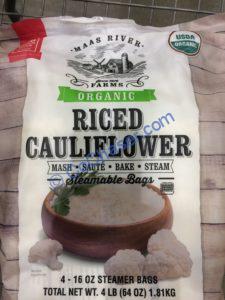 MAAS RIVER
FARMS
USDA
ORGANIC
ORGANIC
RICED
CAULIFLOWER
MASH • SAUTÉ • BAKE • STEAM
Steamable Bags
4 - 16 OZ STEAMER BAGS
TOTAL NET WT. 4 LB (64 OZ) 1.81KG